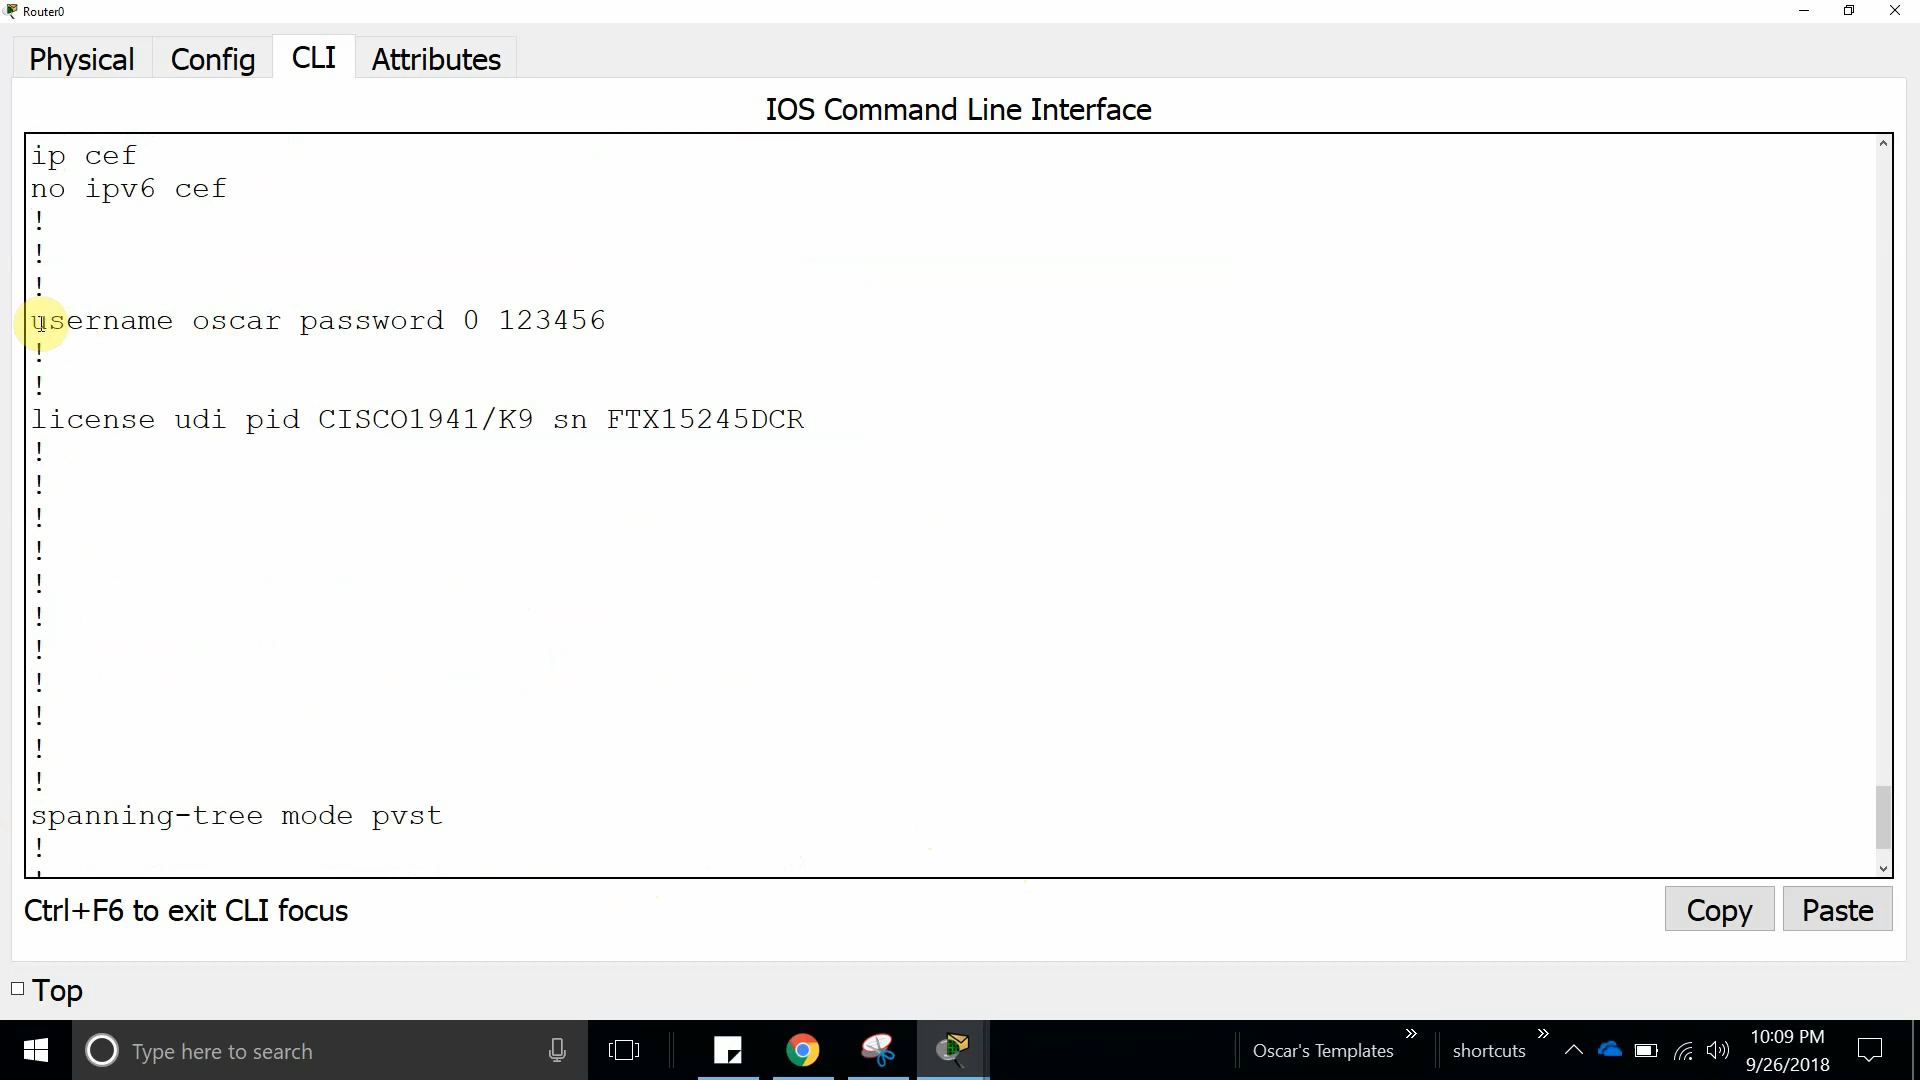 Router0
Physical
Config
CLI
Attributes
IOS Command Line Interface
ip cef
no ipv6 cef
!
!
!
username oscar password 0 123456
!
!
license udi pid CISCO1941/K9 sn FTX15245DCR
!
!
!
!
!
!
!
!
!
!
!
spanning-tree mode pvst
!
!
Ctrl+F6 to exit CLI focus
Copy
Paste
Top
Type here to search
Oscar's Templates
»
shortcuts
»
10:09 PM
9/26/2018